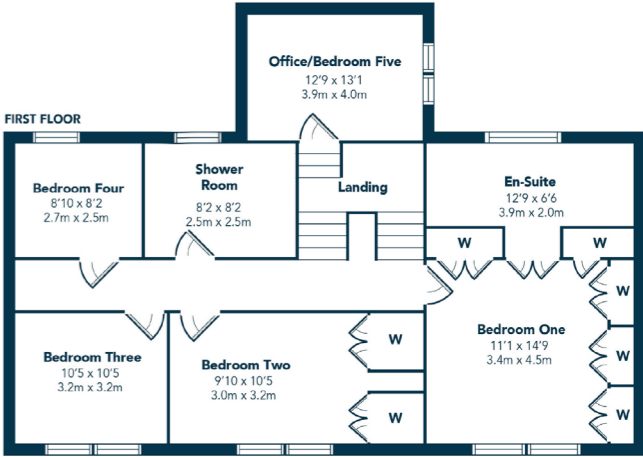 Office/Bedroom Five
12'9 x 13'1
3.9m x 4.0m
FIRST FLOOR
Bedroom Four
8'10 x 8'2
2.7m x 2.5m
Shower
Room
8'2 x 8'2
2.5m x 2.5m
Landing
En-Suite
12'9 x 6'6
3.9m x 2.0m
W
W
W
Bedroom Three
10'5 x 10'5
3.2m x 3.2m
Bedroom Two
9'10 x 10'5
3.0m x 3.2m
W
W
Bedroom One
11'1 x 14'9
3.4m x 4.5m
W
W